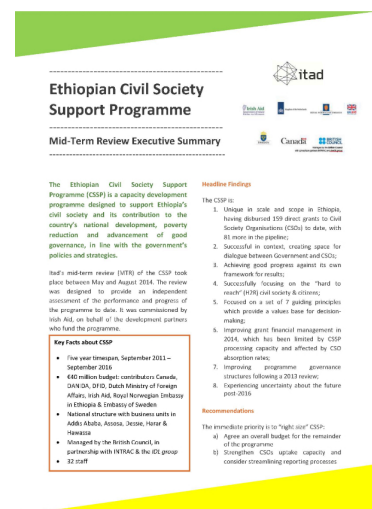 itad
Ethiopian Civil Society
Support Programme
Irish Aid
Canada
BRITISH
COUNCIL
Mid-Term Review Executive Summary
The Ethiopian Civil Society Support
Programme (CSSP) is a capacity development
programme designed to support Ethiopia's
civil society and its contribution to the
country's national development, poverty
reduction and advancement of good
governance, in line with the government's
policies and strategies.
Itad's mid-term review (MTR) of the CSSP took
place between May and August 2014. The review
was designed to provide an independent
assessment of the performance and progress of
the programme to date. It was commissioned by
Irish Aid, on behalf of the development partners
who fund the programme.
Key Facts about CSSP
• Five year timespan, September 2011 –
September 2016
• €40 million budget: contributors Canada,
DANIDA, DFID, Dutch Ministry of Foreign
Affairs, Irish Aid, Royal Norwegian Embassy
in Ethiopia & Embassy of Sweden
• National structure with business units in
Addis Ababa, Assosa, Dessie, Harar &
Hawassa
• Managed by the British Council, in
partnership with INTRAC & the IDL group
• 32 staff
Headline Findings
The CSSP is:
1. Unique in scale and scope in Ethiopia,
having disbursed 159 direct grants to Civil
Society Organisations (CSOs) to date, with
81 more in the pipeline;
2. Successful in context, creating space for
dialogue between Government and CSOs;
3. Achieving good progress against its own
framework for results;
4. Successfully focusing on the "hard to
reach" (H2R) civil society & citizens;
5. Focused on a set of 7 guiding principles
which provide a values base for decision-
making;
6. Improving grant financial management in
2014, which has been limited by CSSP
processing capacity and affected by CSO
absorption rates;
7. Improving programme governance
structures following a 2013 review;
8. Experiencing uncertainty about the future
post-2016
Recommendations
The immediate priority is to "right size" CSSP:
a) Agree an overall budget for the remainder
of the programme
b) Strengthen CSOs uptake capacity and
consider streamlining reporting processes